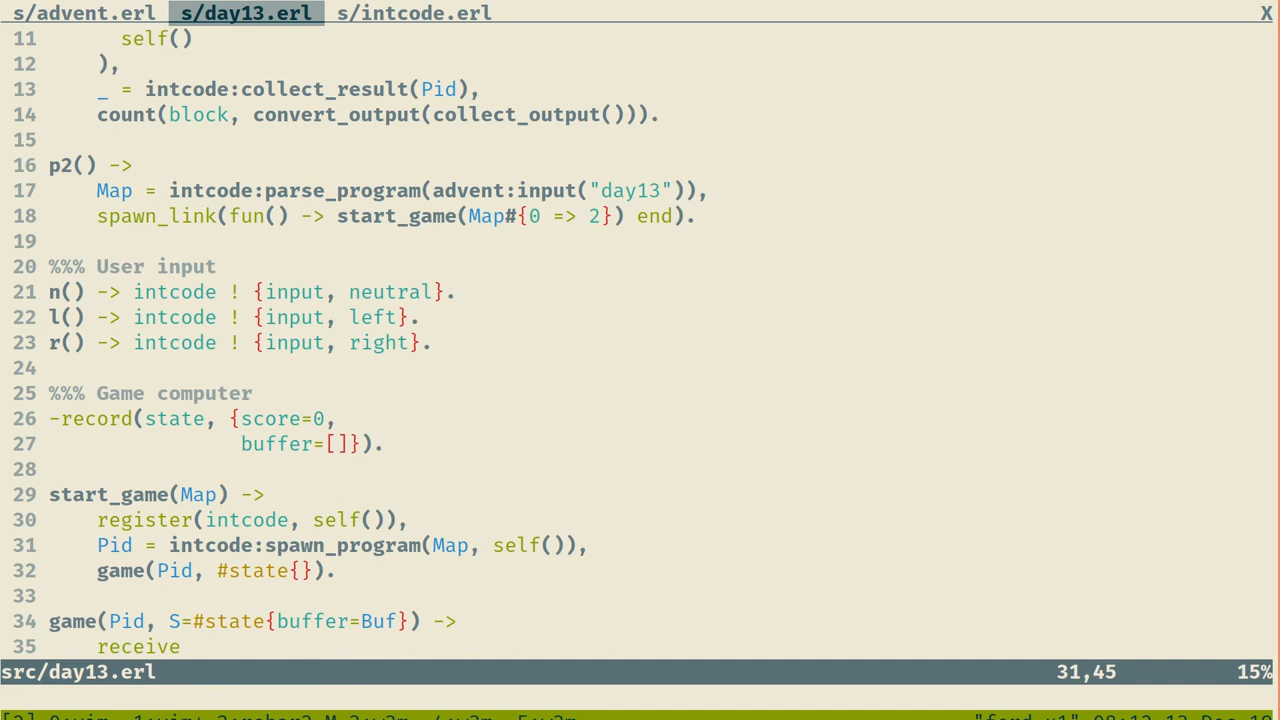 s/advent.erl  s/day13.erl  s/intcode.erl X
11       self()
12     ),
13     _ = intcode:collect_result(Pid),
14     count(block, convert_output(collect_output())).
15
16 p2() ->
17     Map = intcode:parse_program(advent:input("day13")),
18     spawn_link(fun() -> start_game(Map#{0 => 2}) end).
19
20 %%% User input
21 n() -> intcode ! {input, neutral}.
22 l() -> intcode ! {input, left}.
23 r() -> intcode ! {input, right}.
24
25 %%% Game computer
26 -record(state, {score=0,
27                 buffer=[]}).
28
29 start_game(Map) ->
30     register(intcode, self()),
31     Pid = intcode:spawn_program(Map, self()),
32     game(Pid, #state{}).
33
34 game(Pid, S=#state{buffer=Buf}) ->
35     receive
src/day13.erl 31,45 15%